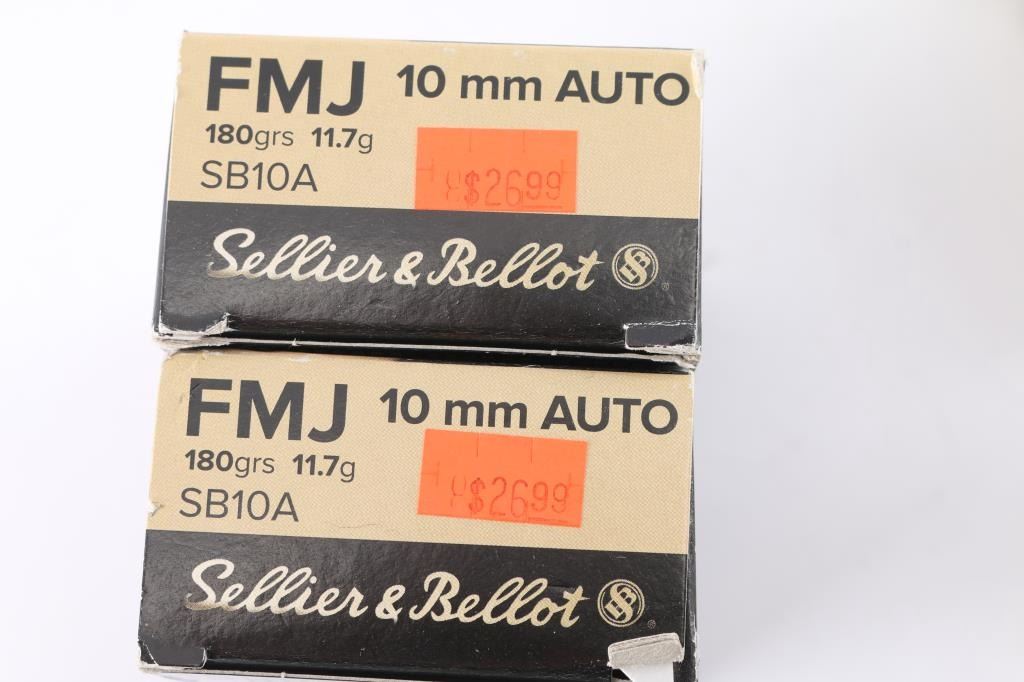 FMJ 10 mm AUTO
180grs 11.7g
SB10A
$26.99
Sellier & Bellot
FMJ 10 mm AUTO
180grs 11.7g
SB10A
$26.99
Sellier & Bellot